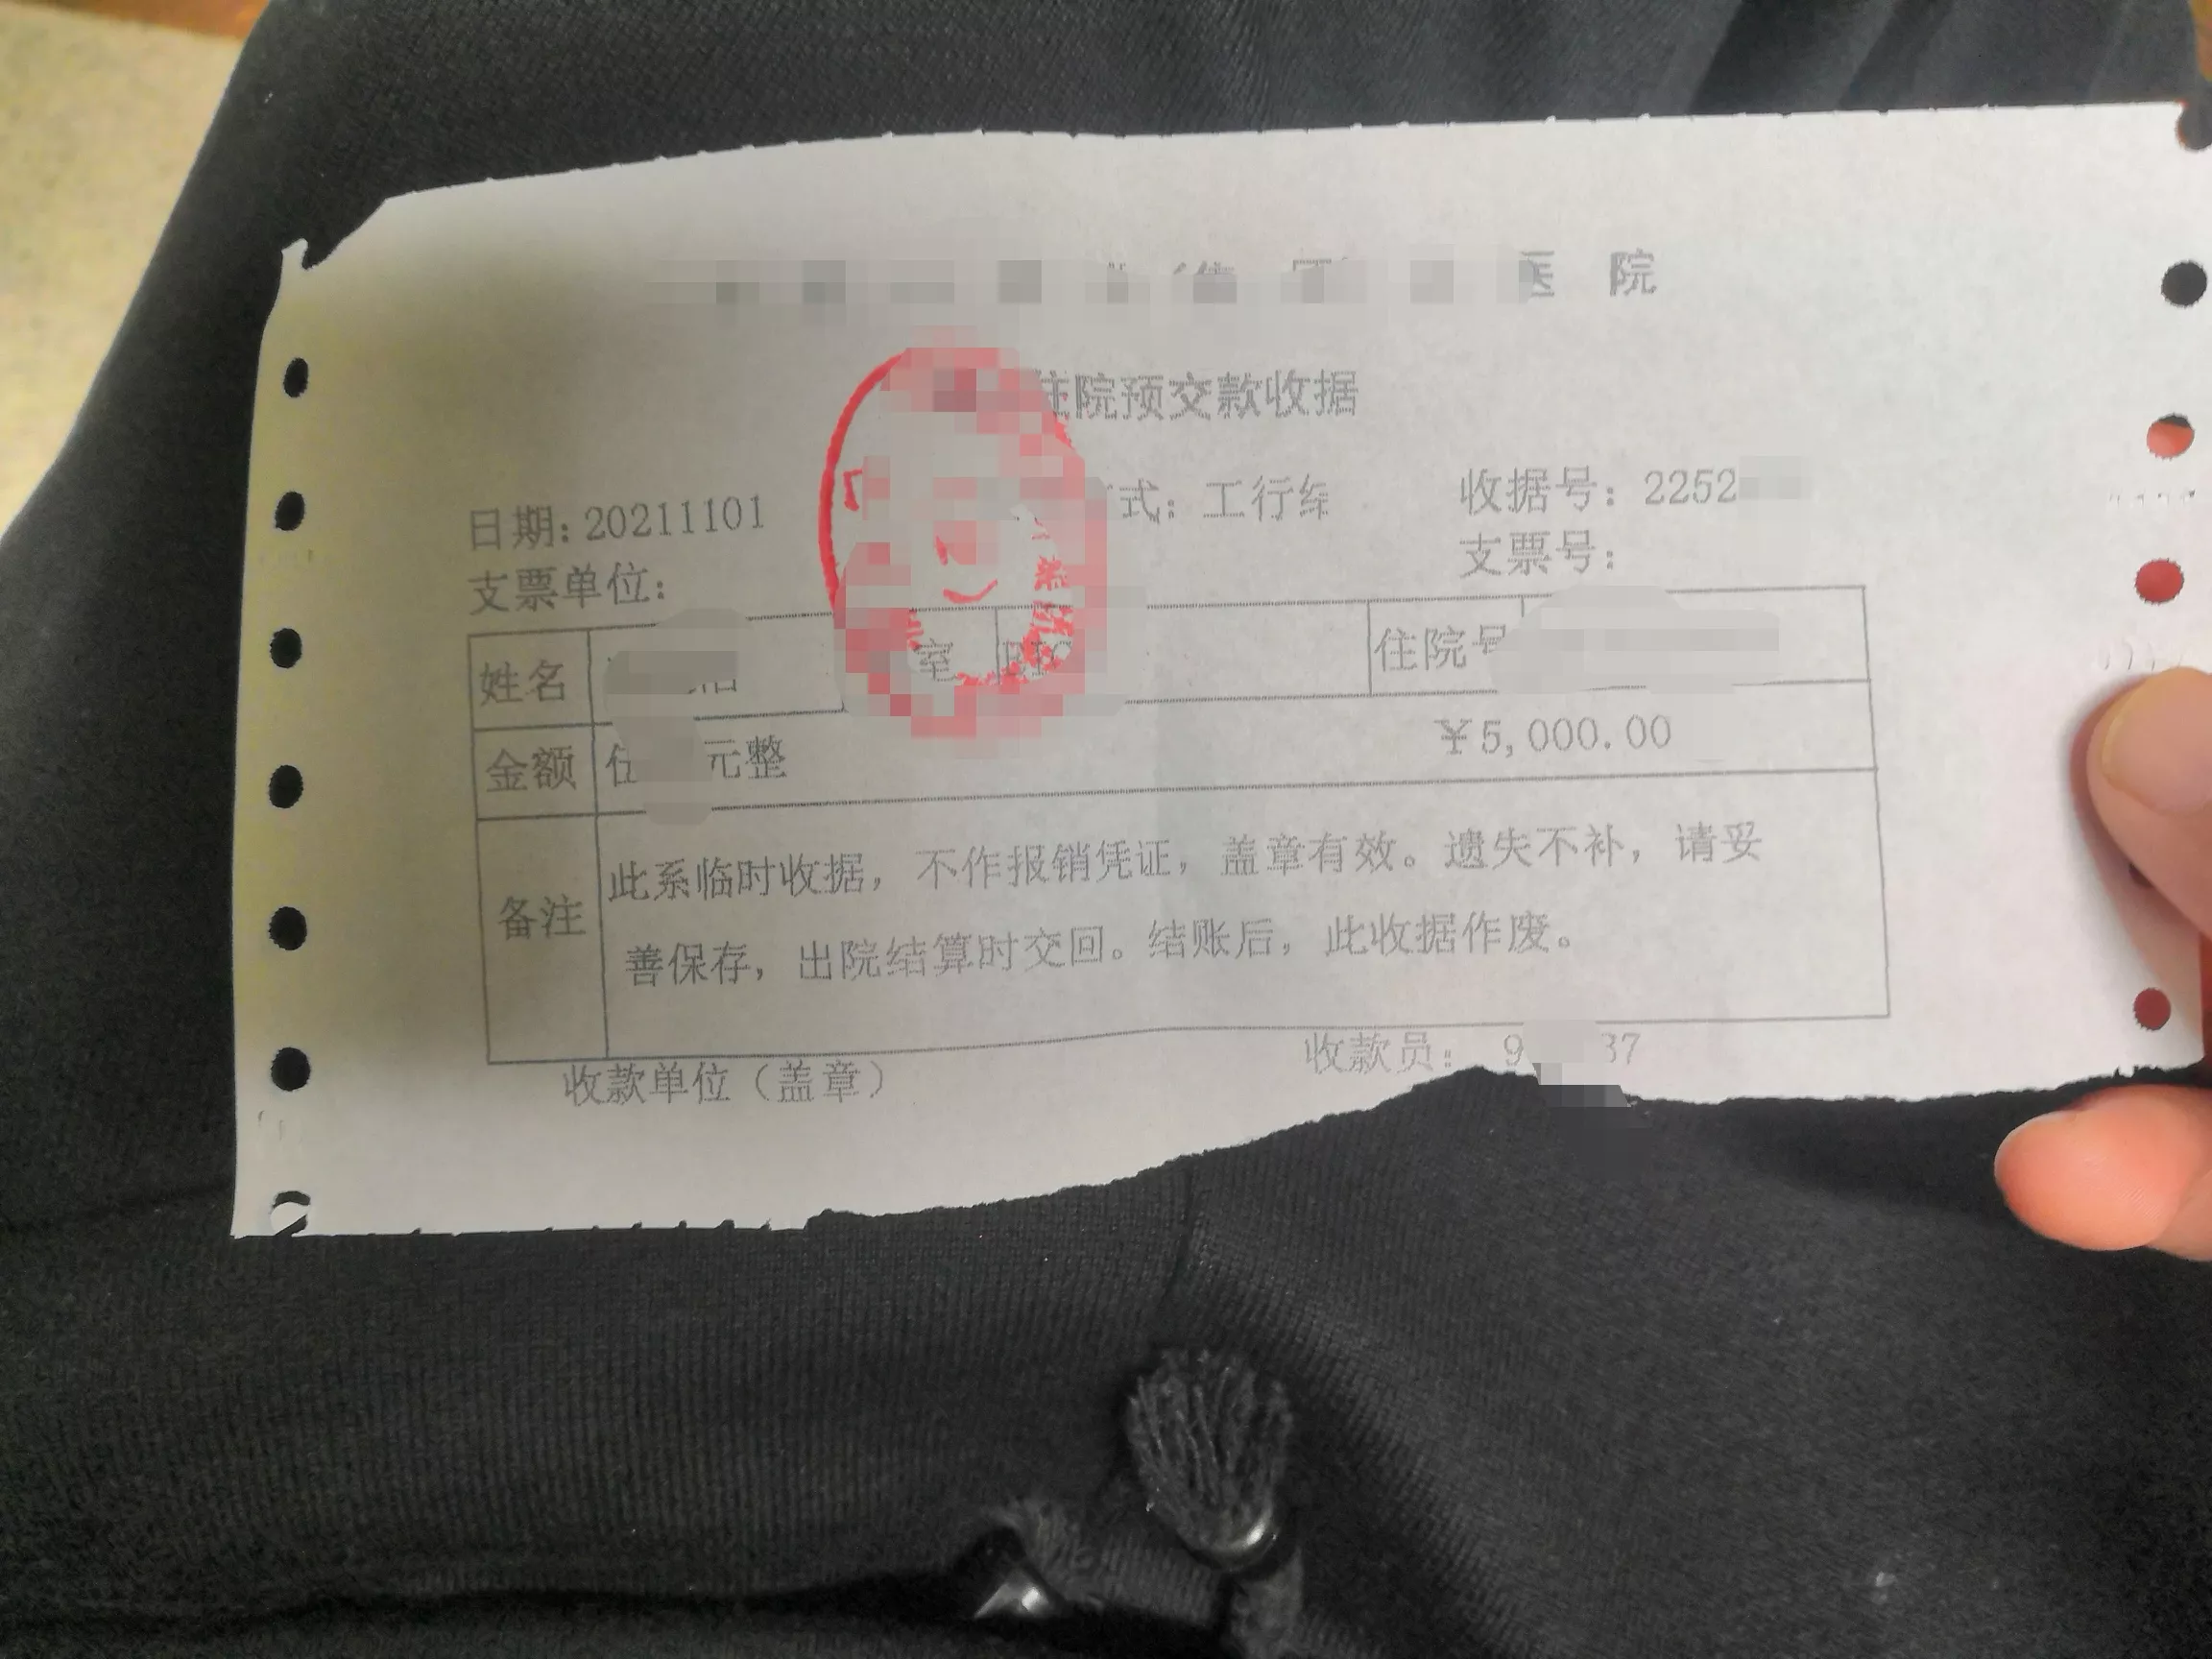 医 院
住院预交款收据
日期:20211101 式: 工行 收据号: 2252
支票单位: 支票号:
姓名 室 住院号
金额 伍 元整 ¥5,000.00
备注 此系临时收据，不作报销凭证，盖章有效。遗失不补，请妥
善保存，出院结算时交回。结账后，此收据作废。
收款单位（盖章） 收款员: 9 37